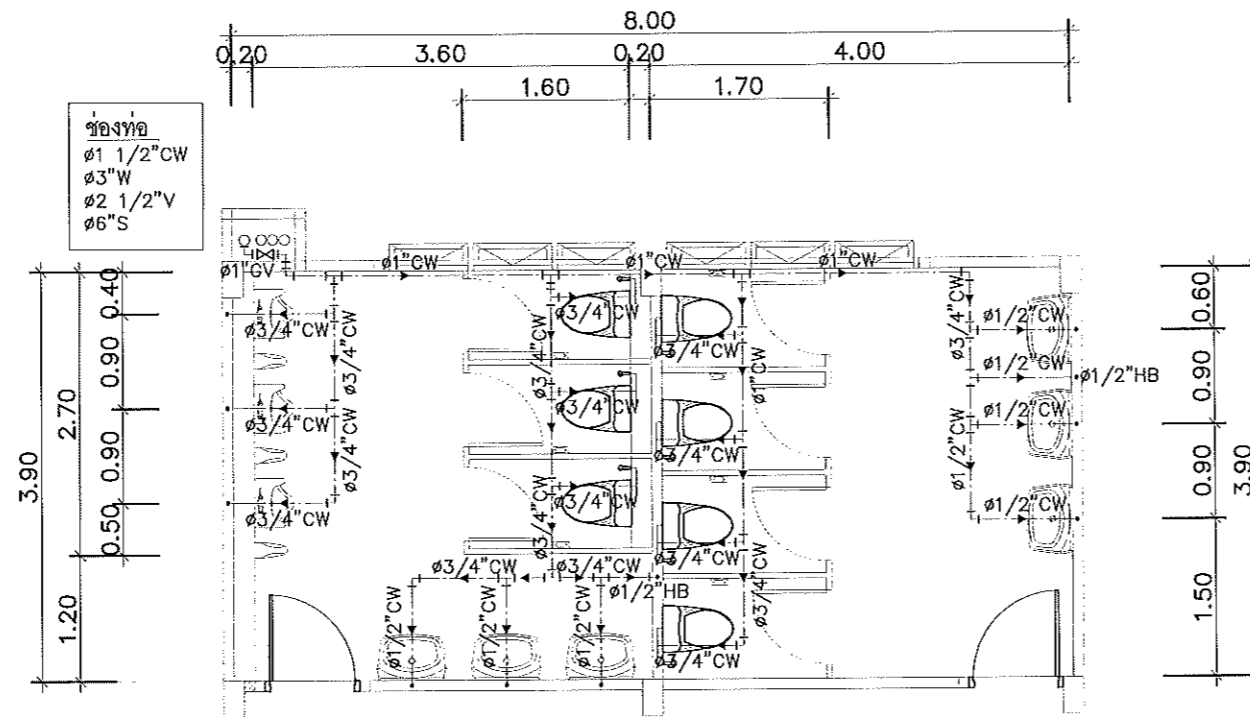 8.00
0.20
3.60
0.20
4.00
1.60
1.70
ช่องท่อ
ø1 1/2"CW
ø3"W
ø2 1/2"V
ø6"S
ø1"GV
ø1"CW
ø1"CW
ø1"CW
0.40
0.90
0.90
0.50
2.70
1.20
3.90
ø3/4"CW
ø3/4"CW
ø3/4"CW
ø3/4"CW
ø3/4"CW
ø3/4"CW
ø3/4"CW
ø3/4"CW
ø3/4"CW
ø3/4"CW
ø3/4"CW
ø3/4"CW
ø3/4"CW
ø1/2"HB
ø1/2"CW
ø1/2"CW
ø1/2"CW
ø3/4"CW
ø3/4"CW
ø3/4"CW
ø3/4"CW
ø1"CW
ø3/4"CW
ø3/4"CW
ø1/2"CW
ø1/2"CW
ø1/2"CW
ø1/2"HB
ø1/2"CW
ø1/2"CW
0.60
0.90
0.90
1.50
3.90